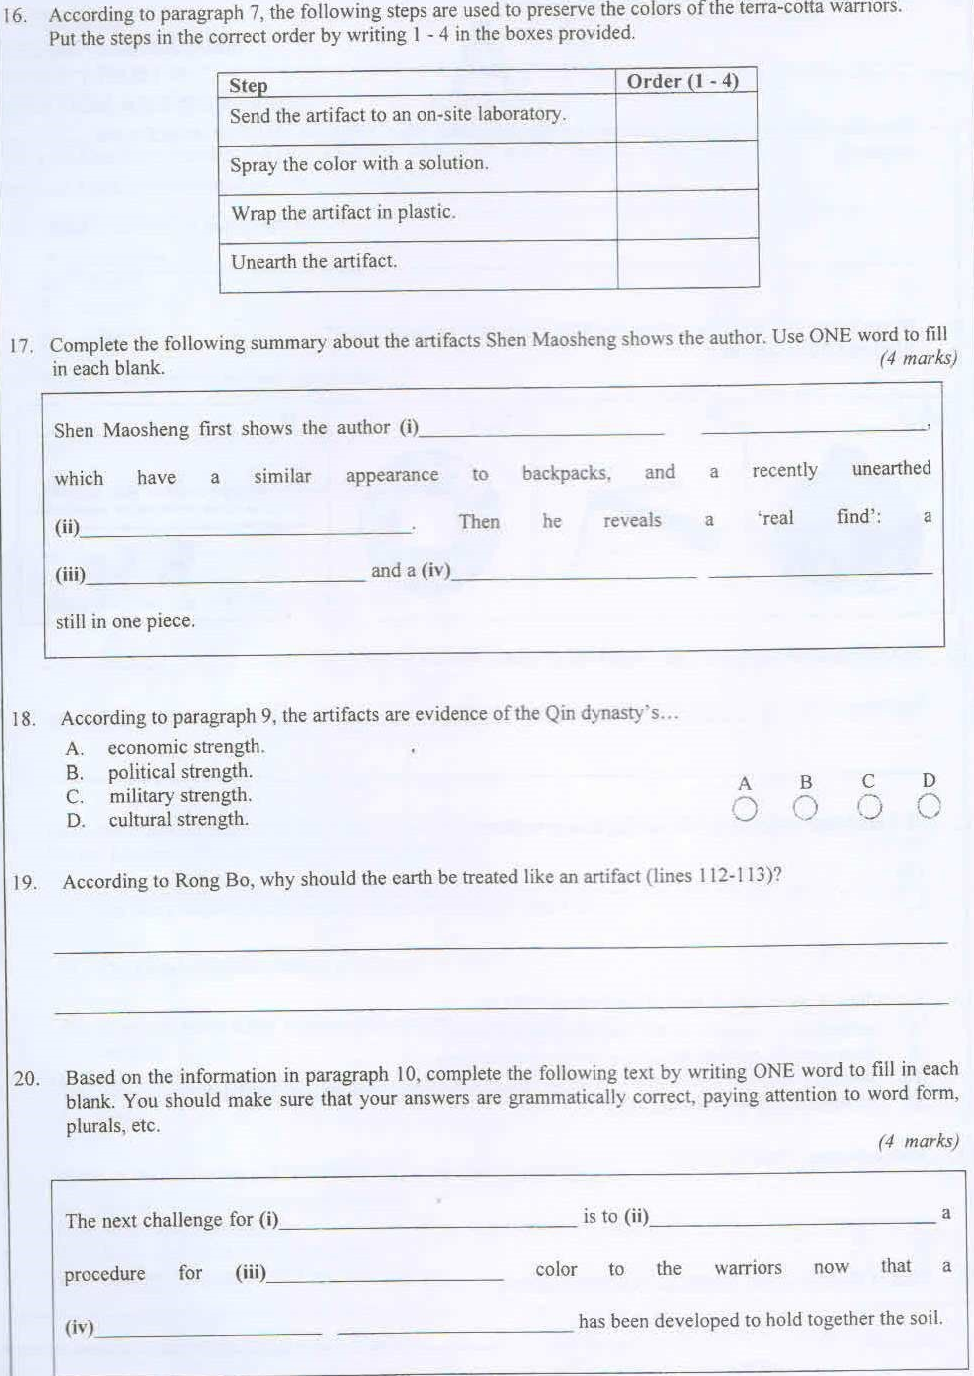 16. According to paragraph 7, the following steps are used to preserve the colors of the terra-cotta warriors.
Put the steps in the correct order by writing 1 - 4 in the boxes provided.
Step Order (1 - 4)
Send the artifact to an on-site laboratory.
Spray the color with a solution.
Wrap the artifact in plastic.
Unearth the artifact.
17. Complete the following summary about the artifacts Shen Maosheng shows the author. Use ONE word to fill
in each blank. (4 marks)
Shen Maosheng first shows the author (i)____ ____,
which have a similar appearance to backpacks, and a recently unearthed
(ii)____. Then he reveals a 'real find': a
(iii)____ and a (iv)____ ____
still in one piece.
18. According to paragraph 9, the artifacts are evidence of the Qin dynasty's...
A. economic strength.
B. political strength.
C. military strength.
D. cultural strength.
A B C D
19. According to Rong Bo, why should the earth be treated like an artifact (lines 112-113)?
20. Based on the information in paragraph 10, complete the following text by writing ONE word to fill in each
blank. You should make sure that your answers are grammatically correct, paying attention to word form,
plurals, etc.
(4 marks)
The next challenge for (i)____ is to (ii)____ a
procedure for (iii)____ color to the warriors now that a
(iv)____ ____ has been developed to hold together the soil.